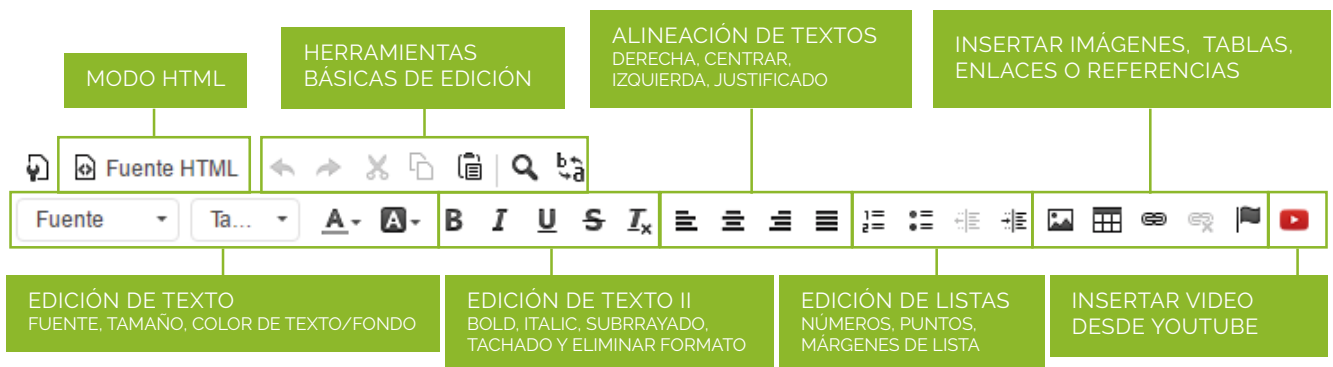 MODO HTML
HERRAMIENTAS
BÁSICAS DE EDICIÓN
ALINEACIÓN DE TEXTOS
DERECHA, CENTRAR,
IZQUIERDA, JUSTIFICADO
INSERTAR IMÁGENES, TABLAS,
ENLACES O REFERENCIAS
Fuente HTML
Fuente
Ta...
EDICIÓN DE TEXTO
FUENTE, TAMAÑO, COLOR DE TEXTO/FONDO
EDICIÓN DE TEXTO II
BOLD, ITALIC, SUBRRAYADO,
TACHADO Y ELIMINAR FORMATO
EDICIÓN DE LISTAS
NÚMEROS, PUNTOS,
MÁRGENES DE LISTA
INSERTAR VIDEO
DESDE YOUTUBE